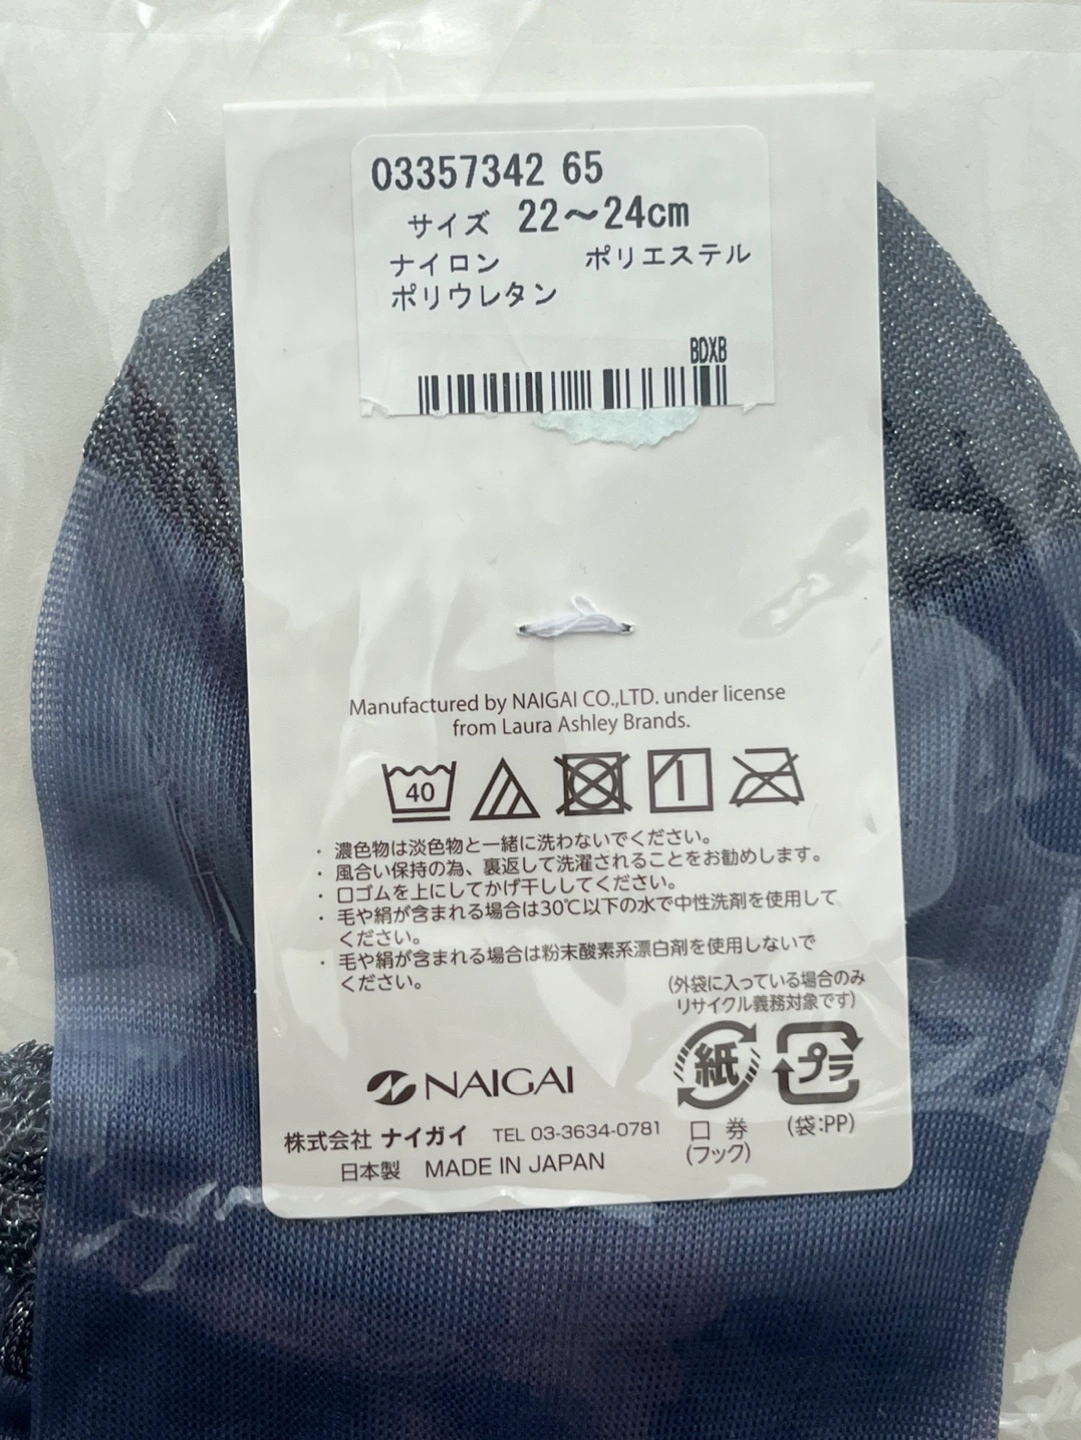 03357342 65
サイズ 22～24cm
ナイロン ポリエステル
ポリウレタン
BDXB
Manufactured by NAIGAI CO.,LTD. under license
from Laura Ashley Brands.
40
・濃色物は淡色物と一緒に洗わないでください。
・風合い保持の為、裏返して洗濯されることをお勧めします。
・口ゴムを上にしてかげ干ししてください。
・毛や絹が含まれる場合は30℃以下の水で中性洗剤を使用して
ください。
・毛や絹が含まれる場合は粉末酸素系漂白剤を使用しないで
ください。
(外袋に入っている場合のみ
リサイクル義務対象です)
紙 プラ
口 券 (袋:PP)
(フック)
NAIGAI
株式会社 ナイガイ TEL 03-3634-0781
日本製 MADE IN JAPAN